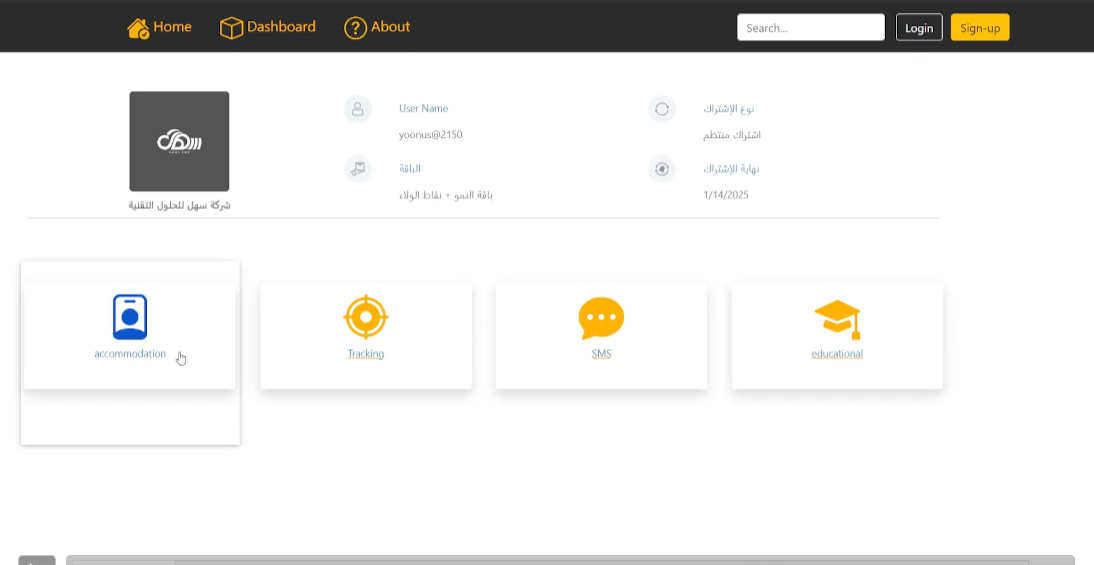 Home Dashboard About Search... Login Sign-up
User Name
yoonus@2150
نوع الإشتراك
اشتراك منتظم
الباقة
باقة النمو + نقاط الولاء
نهاية الإشتراك
1/14/2025
سهل
شركة سهل للحلول التقنية
accommodation
Tracking
SMS
educational